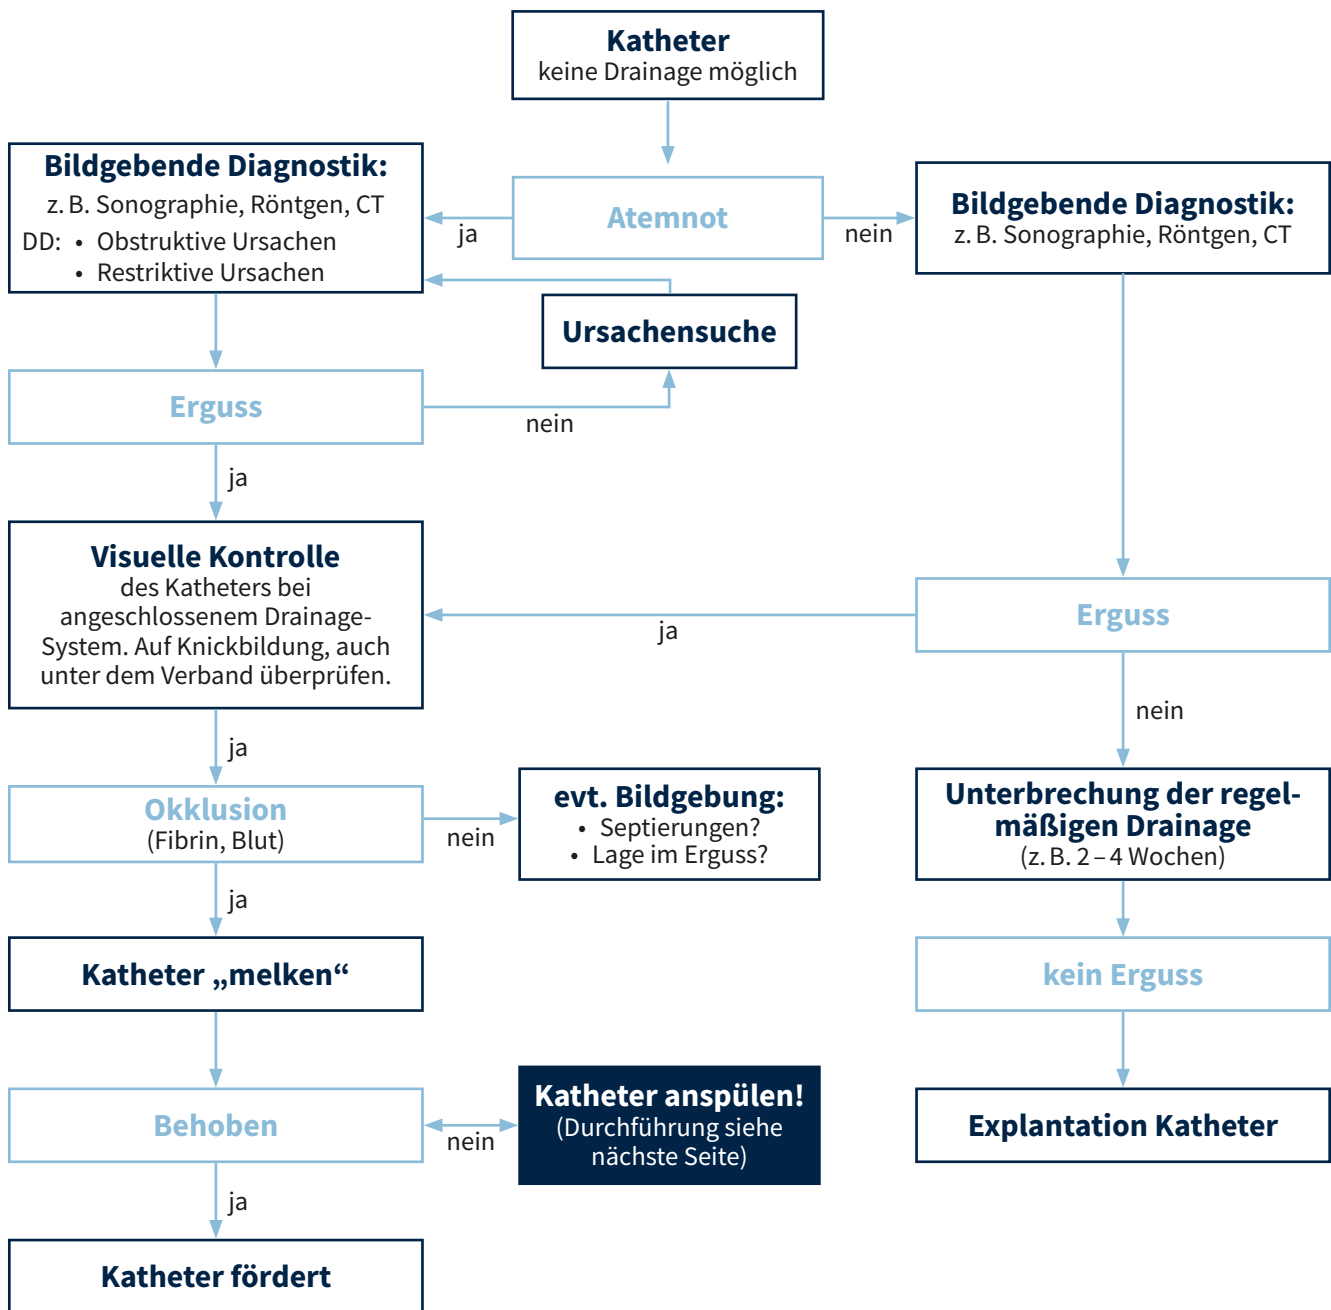 Katheter
keine Drainage möglich
Bildgebende Diagnostik:
z. B. Sonographie, Röntgen, CT
DD: • Obstruktive Ursachen
• Restriktive Ursachen
ja
Atemnot
nein
Bildgebende Diagnostik:
z. B. Sonographie, Röntgen, CT
Ursachensuche
Erguss
nein
ja
Visuelle Kontrolle
des Katheters bei
angeschlossenem Drainage-
System. Auf Knickbildung, auch
unter dem Verband überprüfen.
ja
Erguss
nein
ja
Okklusion
(Fibrin, Blut)
nein
evt. Bildgebung:
• Septierungen?
• Lage im Erguss?
Unterbrechung der regel-
mäßigen Drainage
(z. B. 2 – 4 Wochen)
ja
Katheter „melken“
kein Erguss
Behoben
nein
Katheter anspülen!
(Durchführung siehe
nächste Seite)
Explantation Katheter
ja
Katheter fördert